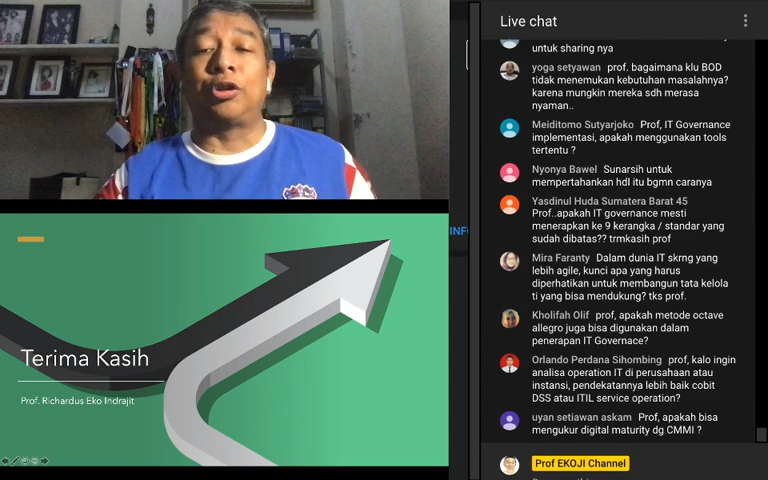 Live chat
untuk sharing nya
yoga setyawan prof. bagaimana klu BOD
tidak menemukan kebutuhan masalahnya?
karena mungkin mereka sdh merasa
nyaman..
Meiditomo Sutyarjoko Prof, IT Governance
implementasi, apakah menggunakan tools
tertentu ?
Nyonya Bawel Sunarsih untuk
mempertahankan hdl itu bgmn caranya
Yasdinul Huda Sumatera Barat 45
Prof..apakah IT governance mesti
menerapkan ke 9 kerangka / standar yang
sudah dibatas?? trmkasih prof
Mira Faranty Dalam dunia IT skrng yang
lebih agile, kunci apa yang harus
diperhatikan untuk membangun tata kelola
ti yang bisa mendukung? tks prof.
Kholifah Olif prof, apakah metode octave
allegro juga bisa digunakan dalam
penerapan IT Governace?
Orlando Perdana Sihombing prof, kalo ingin
analisa operation IT di perusahaan atau
instansi, pendekatannya lebih baik cobit
DSS atau ITIL service operation?
uyan setiawan askam Prof, apakah bisa
mengukur digital maturity dg CMMI ?
Prof EKOJI Channel
INF
Terima Kasih
Prof. Richardus Eko Indrajit